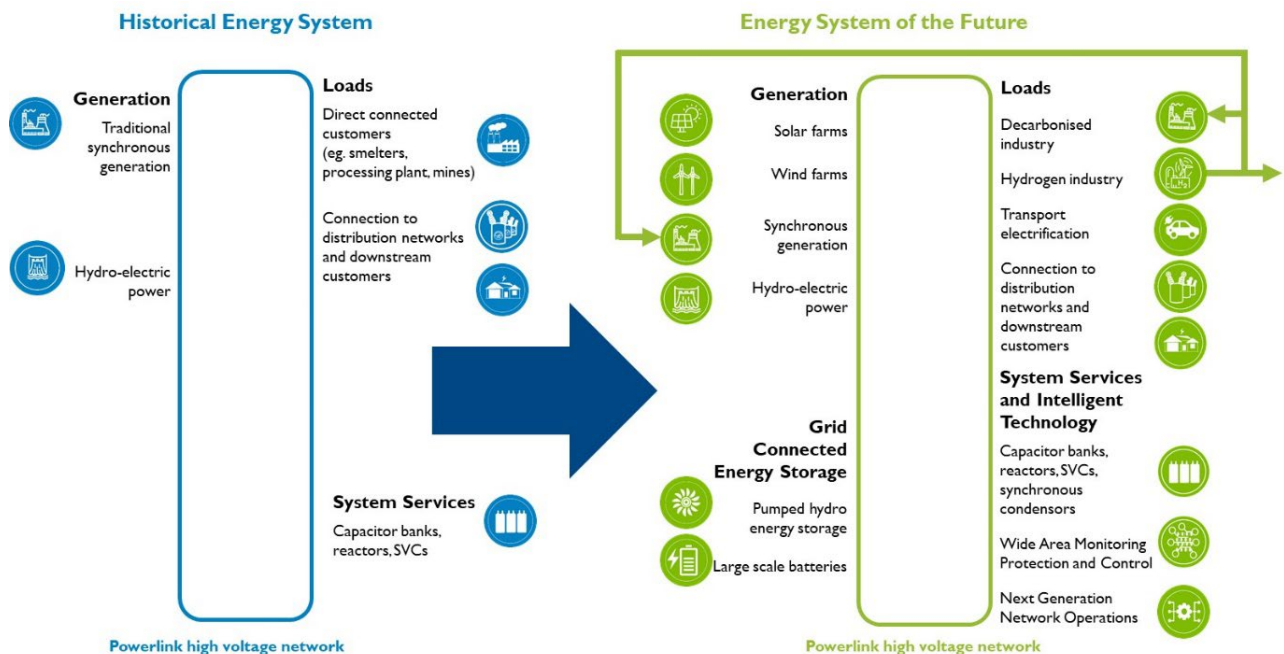 Historical Energy System
Generation
Traditional
synchronous
generation
Hydro-electric
power
Loads
Direct connected
customers
(eg. smelters,
processing plant, mines)
Connection to
distribution networks
and downstream
customers
System Services
Capacitor banks,
reactors, SVCs
Powerlink high voltage network
Energy System of the Future
Generation
Solar farms
Wind farms
Synchronous
generation
Hydro-electric
power
Grid
Connected
Energy Storage
Pumped hydro
energy storage
Large scale batteries
Loads
Decarbonised
industry
Hydrogen industry
H2
Transport
electrification
Connection to
distribution
networks and
downstream
customers
System Services
and Intelligent
Technology
Capacitor banks,
reactors, SVCs,
synchronous
condensors
Wide Area Monitoring
Protection and Control
Next Generation
Network Operations
Powerlink high voltage network